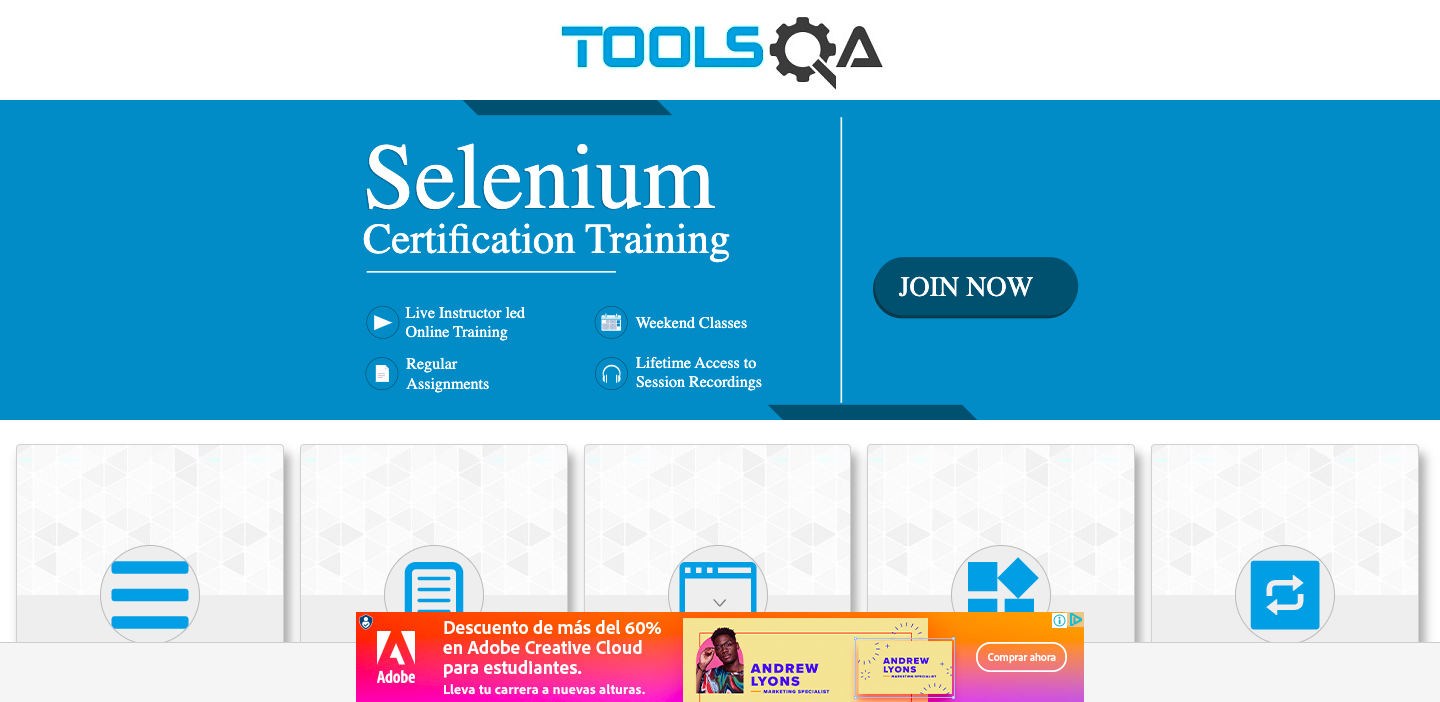 TOOLSQA
Selenium
Certification Training
Live Instructor led
Online Training
Weekend Classes
Regular
Assignments
Lifetime Access to
Session Recordings
JOIN NOW
Adobe
Descuento de más del 60%
en Adobe Creative Cloud
para estudiantes.
Lleva tu carrera a nuevas alturas.
ANDREW
LYONS
MARKETING SPECIALIST
ANDREW
LYONS
MARKETING SPECIALIST
Comprar ahora